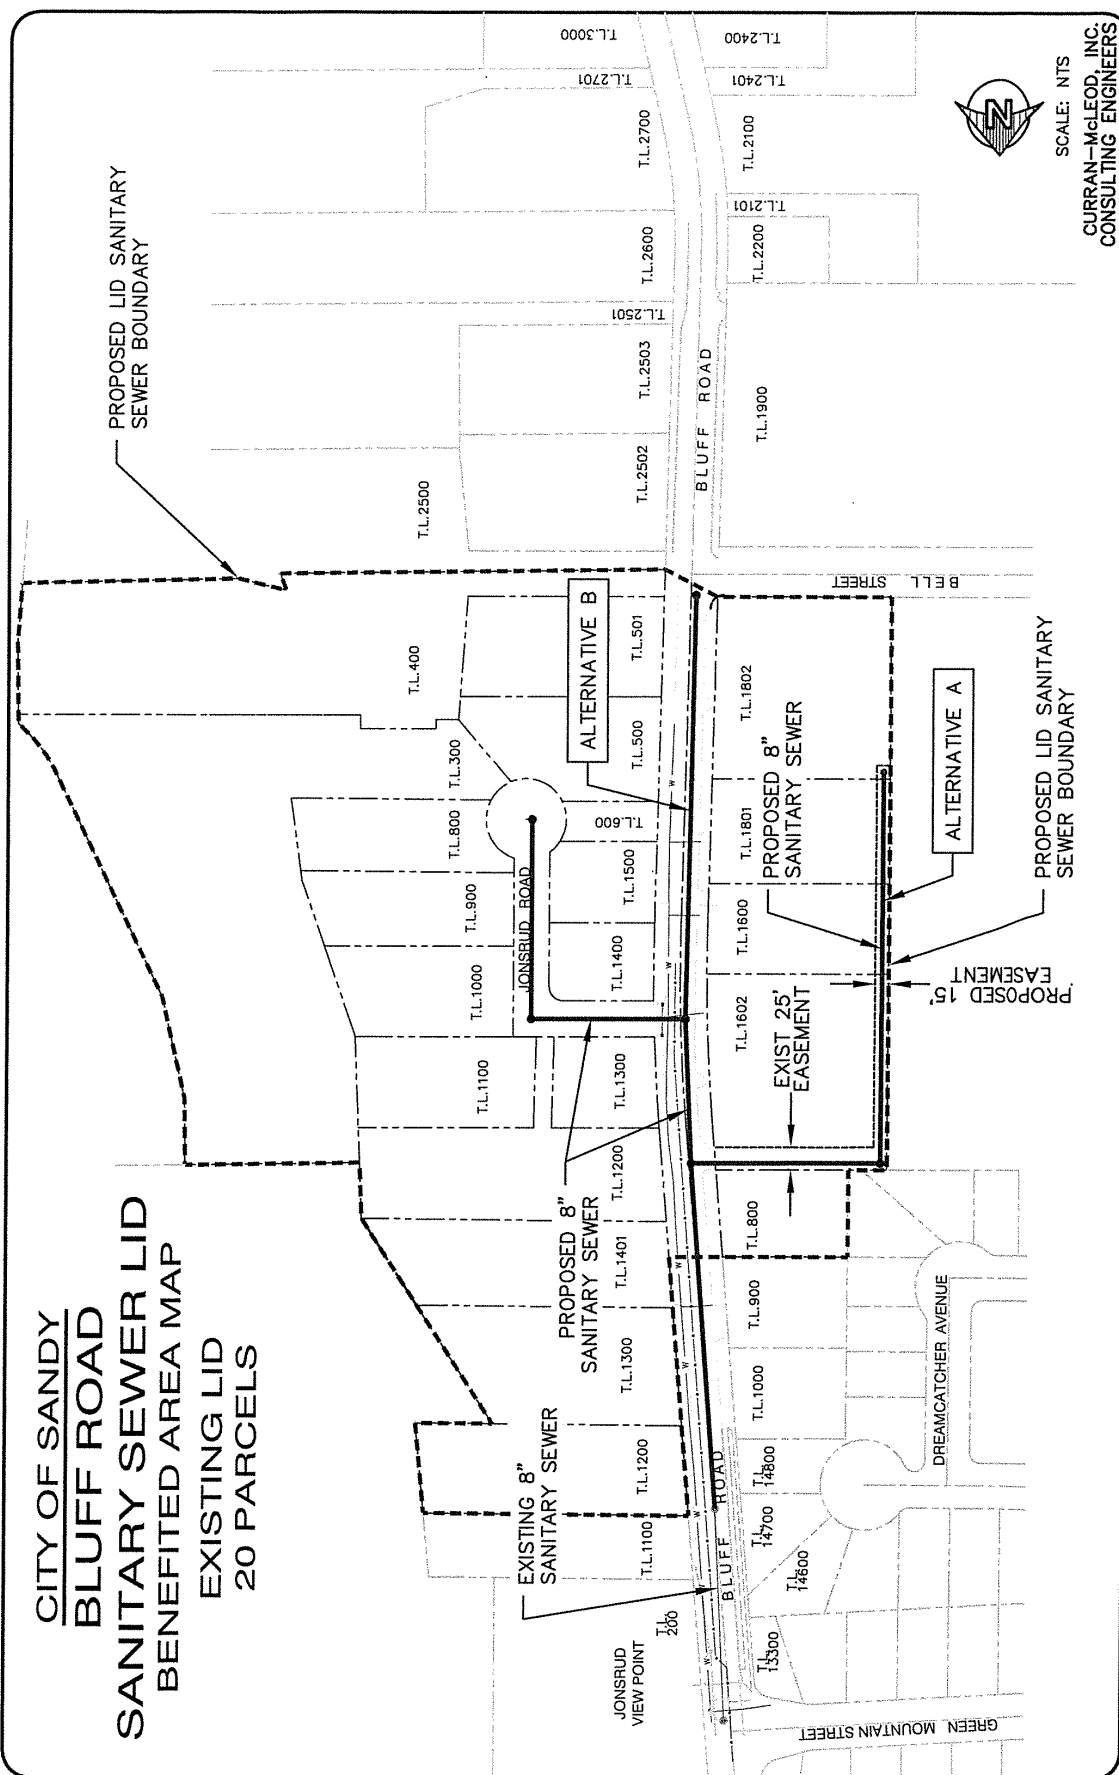 CITY OF SANDY
BLUFF ROAD
SANITARY SEWER LID
BENEFITED AREA MAP
EXISTING LID
20 PARCELS
PROPOSED LID SANITARY
SEWER BOUNDARY
T.L.3000
T.L.2701
T.L.2700
T.L.2600
T.L.2501
T.L.2503
T.L.2502
T.L.2500
T.L.2400
T.L.2401
T.L.2100
T.L.2101
T.L.2200
T.L.1900
BLUFF ROAD
BELL
STREET
T.L.400
T.L.501
T.L.500
T.L.300
T.L.800
T.L.600
T.L.900
T.L.1500
JONSRUD ROAD
T.L.1000
T.L.1400
T.L.1100
T.L.1300
T.L.1200
T.L.1401
T.L.1300
T.L.1200
T.L.1100
ALTERNATIVE B
PROPOSED 8"
SANITARY SEWER
EXISTING 8"
SANITARY SEWER
JONSRUD
VIEW POINT
T.L.
200
W
W
W
W
W
W
W
BLUFF ROAD
T.L.1802
T.L.1801
T.L.1600
T.L.1602
PROPOSED 8"
SANITARY SEWER
EXIST 25'
EASEMENT
PROPOSED 15'
EASEMENT
ALTERNATIVE A
PROPOSED LID SANITARY
SEWER BOUNDARY
T.L.800
T.L.900
T.L.1000
T.L.
14800
T.L.
14700
T.L.
14600
T.L.
13300
DREAMCATCHER AVENUE
GREEN MOUNTAIN STREET
N
SCALE: NTS
CURRAN-McLEOD, INC.
CONSULTING ENGINEERS